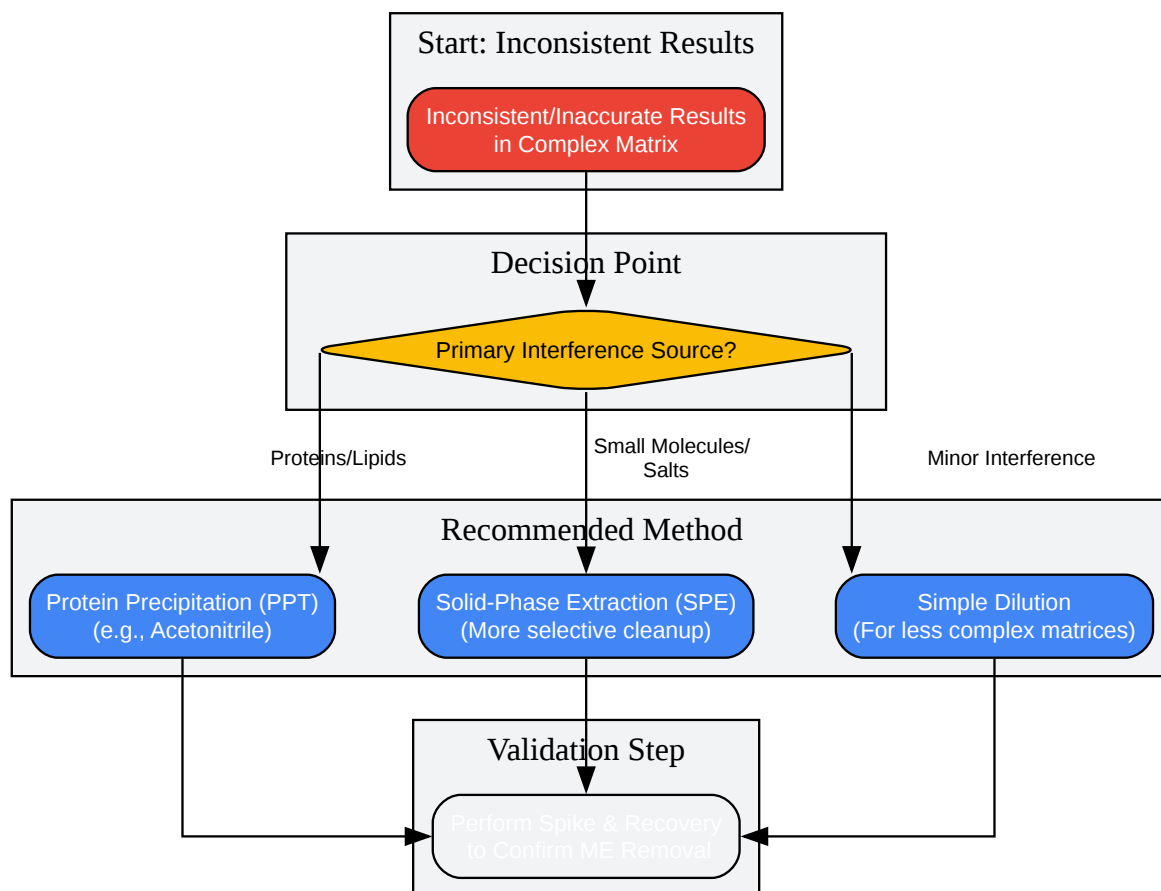 Start: Inconsistent Results
Inconsistent/Inaccurate Results
in Complex Matrix
Decision Point
Primary Interference Source?
Proteins/Lipids
Small Molecules/
Salts
Minor Interference
Recommended Method
Protein Precipitation (PPT)
(e.g., Acetonitrile)
Solid-Phase Extraction (SPE)
(More selective cleanup)
Simple Dilution
(For less complex matrices)
Validation Step
Perform Spike & Recovery
to Confirm ME Removal